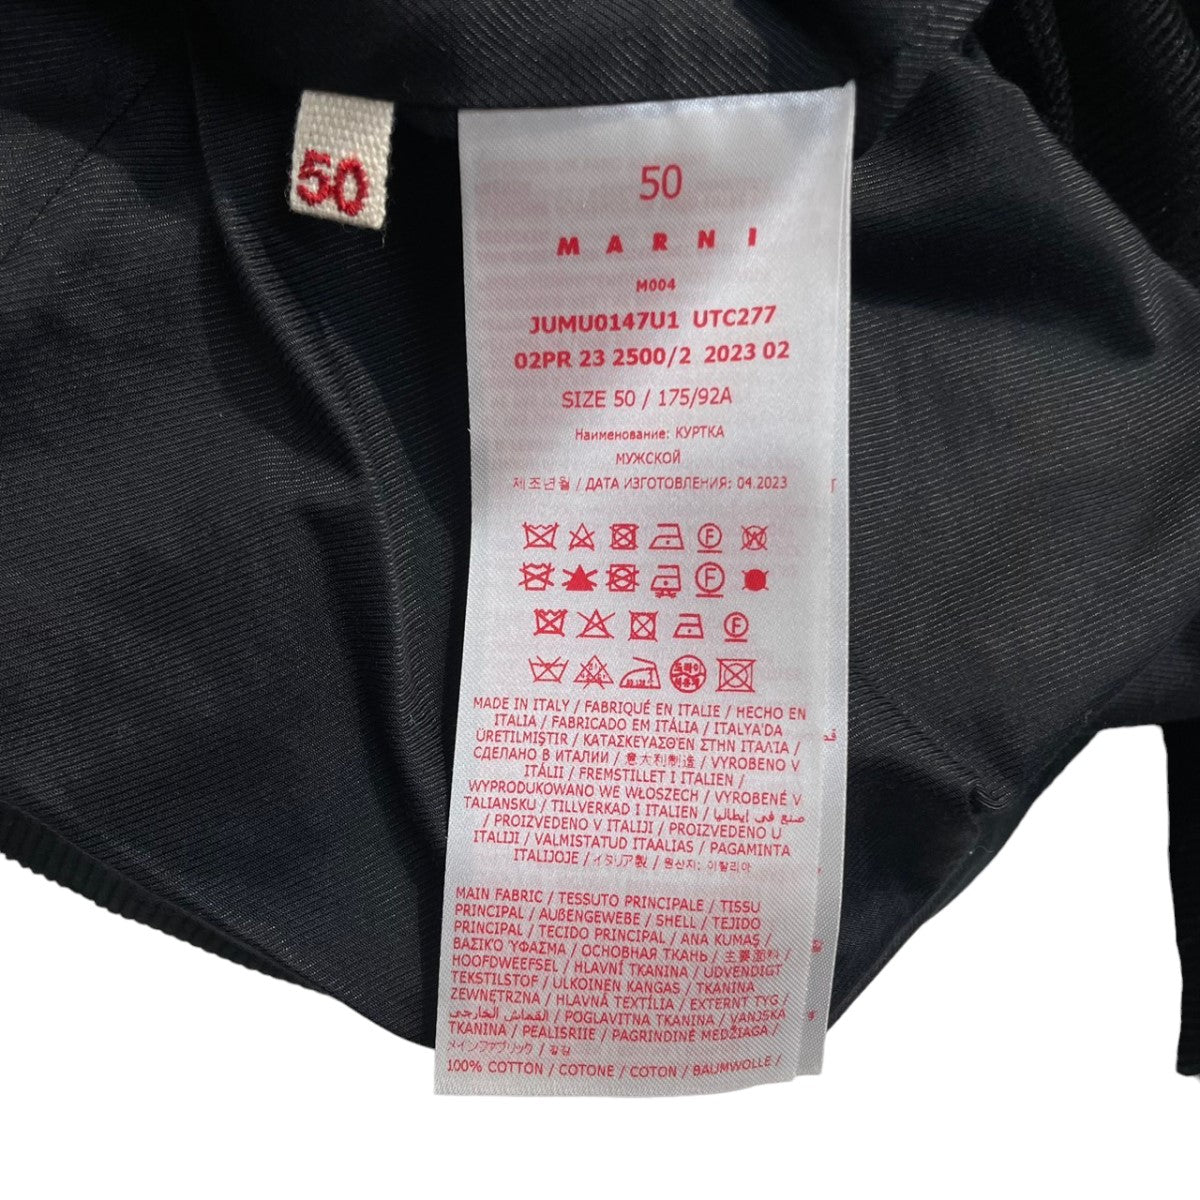 50
50
MARNI
M004
JUMU0147U1 UTC277
02PR 23 2500/2 2023 02
SIZE 50 / 175/92A
Наименование: КУРТКА
МУЖСКОЙ
제조년월 / ДАТА ИЗГОТОВЛЕНИЯ: 04.2023
F W
F
F
MADE IN ITALY / FABRIQUÉ EN ITALIE / HECHO EN
ITALIA / FABRICADO EM ITÁLIA / ITALYA'DA
ÜRETILMIŞTIR / ΚΑΤΑΣΚΕΥΑΣΘΈΝ ΣΤΗΝ ΙΤΑΛΊΑ /
СДЕЛАНО В ИТАЛИИ / 意大利制造 / VYROBENO V
ITÁLII / FREMSTILLET I ITALIEN /
WYPRODUKOWANO WE WŁOSZECH / VYROBENÉ V
TALIANSKU / TILLVERKAD I ITALIEN / صنع في إيطاليا
/ PROIZVEDENO V ITALIJI / PROIZVEDENO U
ITALIJI / VALMISTATUD ITAALIAS / PAGAMINTA
ITALIJOJE / イタリア製 / 원산지: 이탈리아
MAIN FABRIC / TESSUTO PRINCIPALE / TISSU
PRINCIPAL / AUßENGEWEBE / SHELL / TEJIDO
PRINCIPAL / TECIDO PRINCIPAL / ANA KUMAŞ /
ΒΑΣΙΚΌ ΎΦΑΣΜΑ / ОСНОВНАЯ ТКАНЬ / 主要面料 /
HOOFDWEEFSEL / HLAVNÍ TKANINA / UDVENDIGT
TEKSTILSTOF / ULKOINEN KANGAS / TKANINA
ZEWNĘTRZNA / HLAVNÁ TEXTÍLIA / EXTERNT TYG /
القماش الخارجي / POGLAVITNA TKANINA / VANJSKA
TKANINA / PEALISRIIE / PAGRINDINĖ MEDŽIAGA /
メインファブリック / 겉감
100% COTTON / COTONE / COTON / BAUMWOLLE /